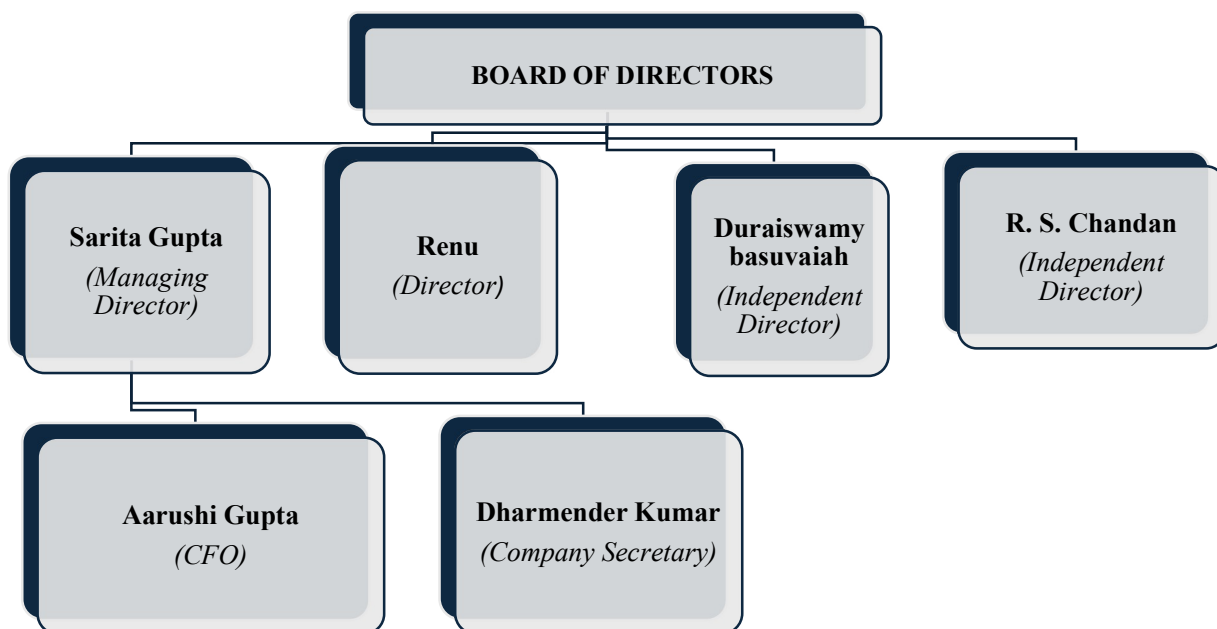 BOARD OF DIRECTORS
Sarita Gupta
(Managing
Director)
Renu
(Director)
Duraiswamy
basuvaiah
(Independent
Director)
R. S. Chandan
(Independent
Director)
Aarushi Gupta
(CFO)
Dharmender Kumar
(Company Secretary)